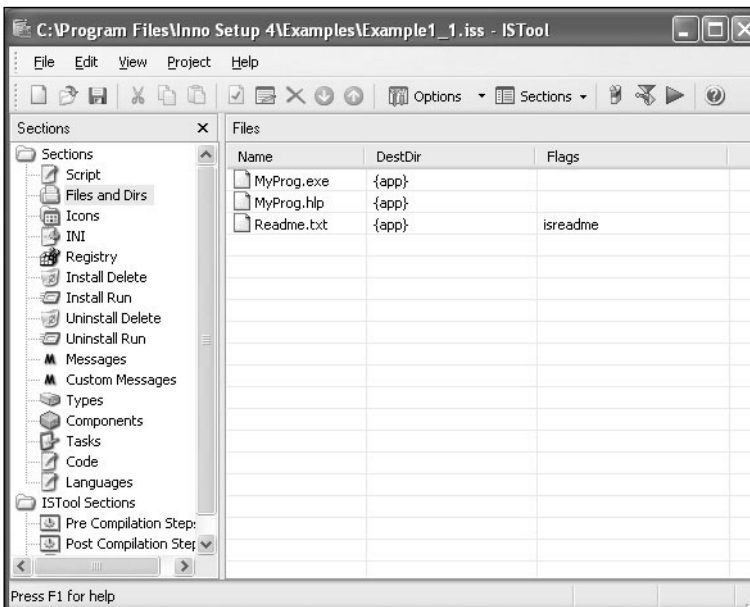 C:\Program Files\Inno Setup 4\Examples\Example1_1.iss - ISTool
File Edit View Project Help
Options Sections
Sections Files
Sections
Script
Files and Dirs
Icons
INI
Registry
Install Delete
Install Run
Uninstall Delete
Uninstall Run
Messages
Custom Messages
Types
Components
Tasks
Code
Languages
ISTool Sections
Pre Compilation Step
Post Compilation Step
Name DestDir Flags
MyProg.exe {app}
MyProg.hlp {app}
Readme.txt {app} isreadme
Press F1 for help